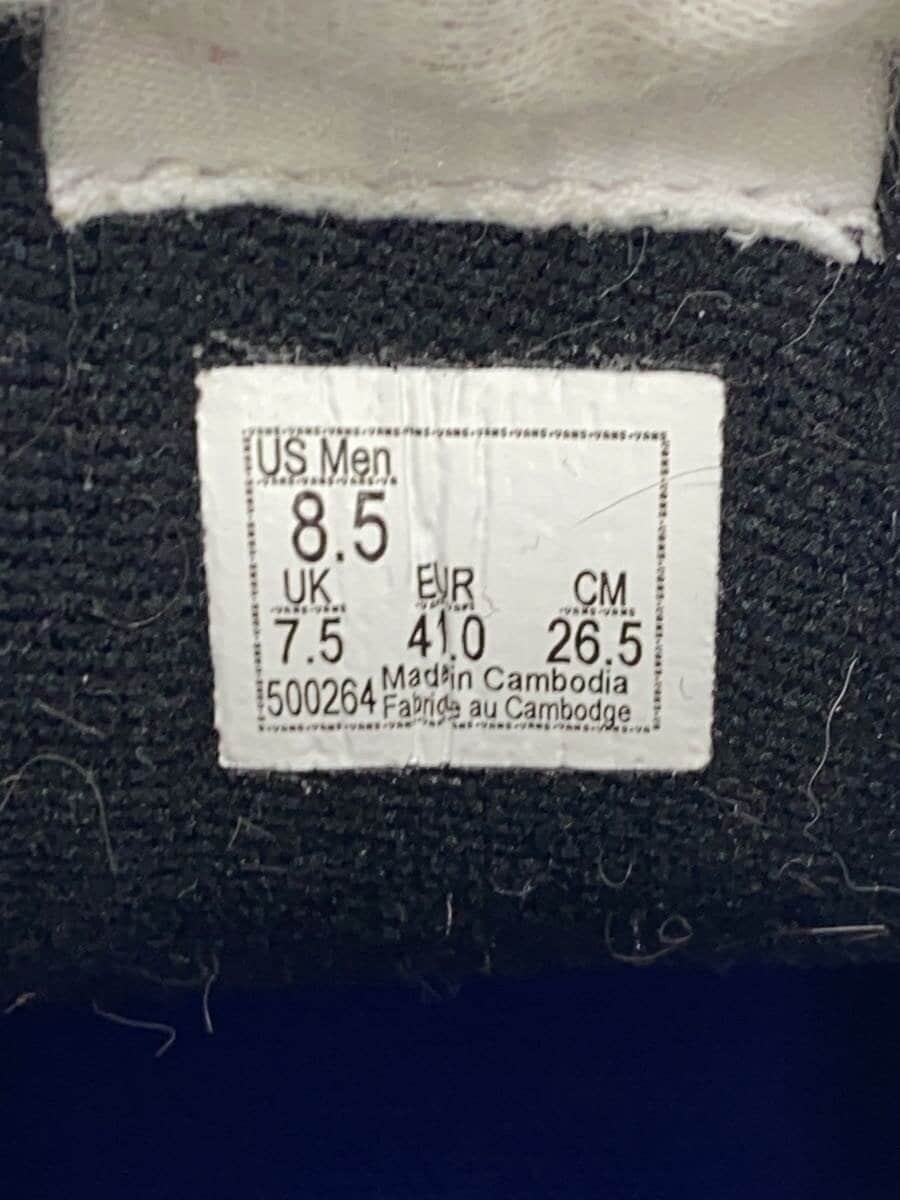 US Men
8.5
UK EUR CM
7.5 41.0 26.5
500264 Made in Cambodia
Fabriqué au Cambodge